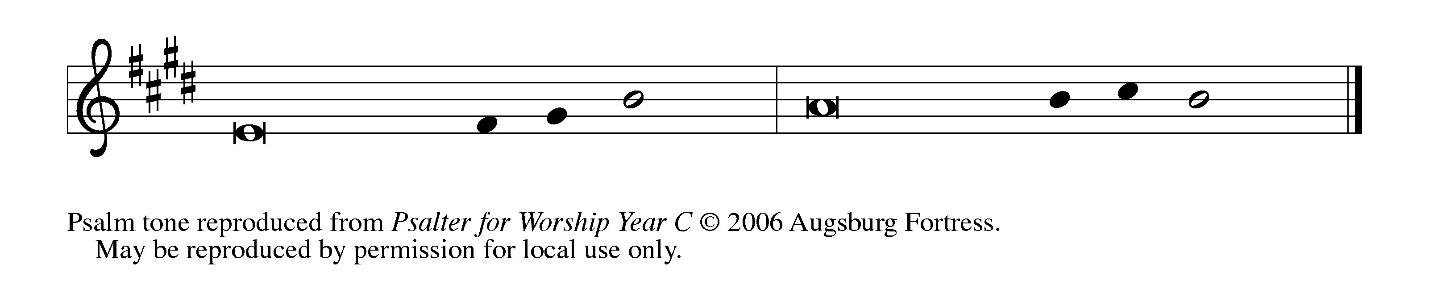 Psalm tone reproduced from Psalter for Worship Year C © 2006 Augsburg Fortress.
May be reproduced by permission for local use only.